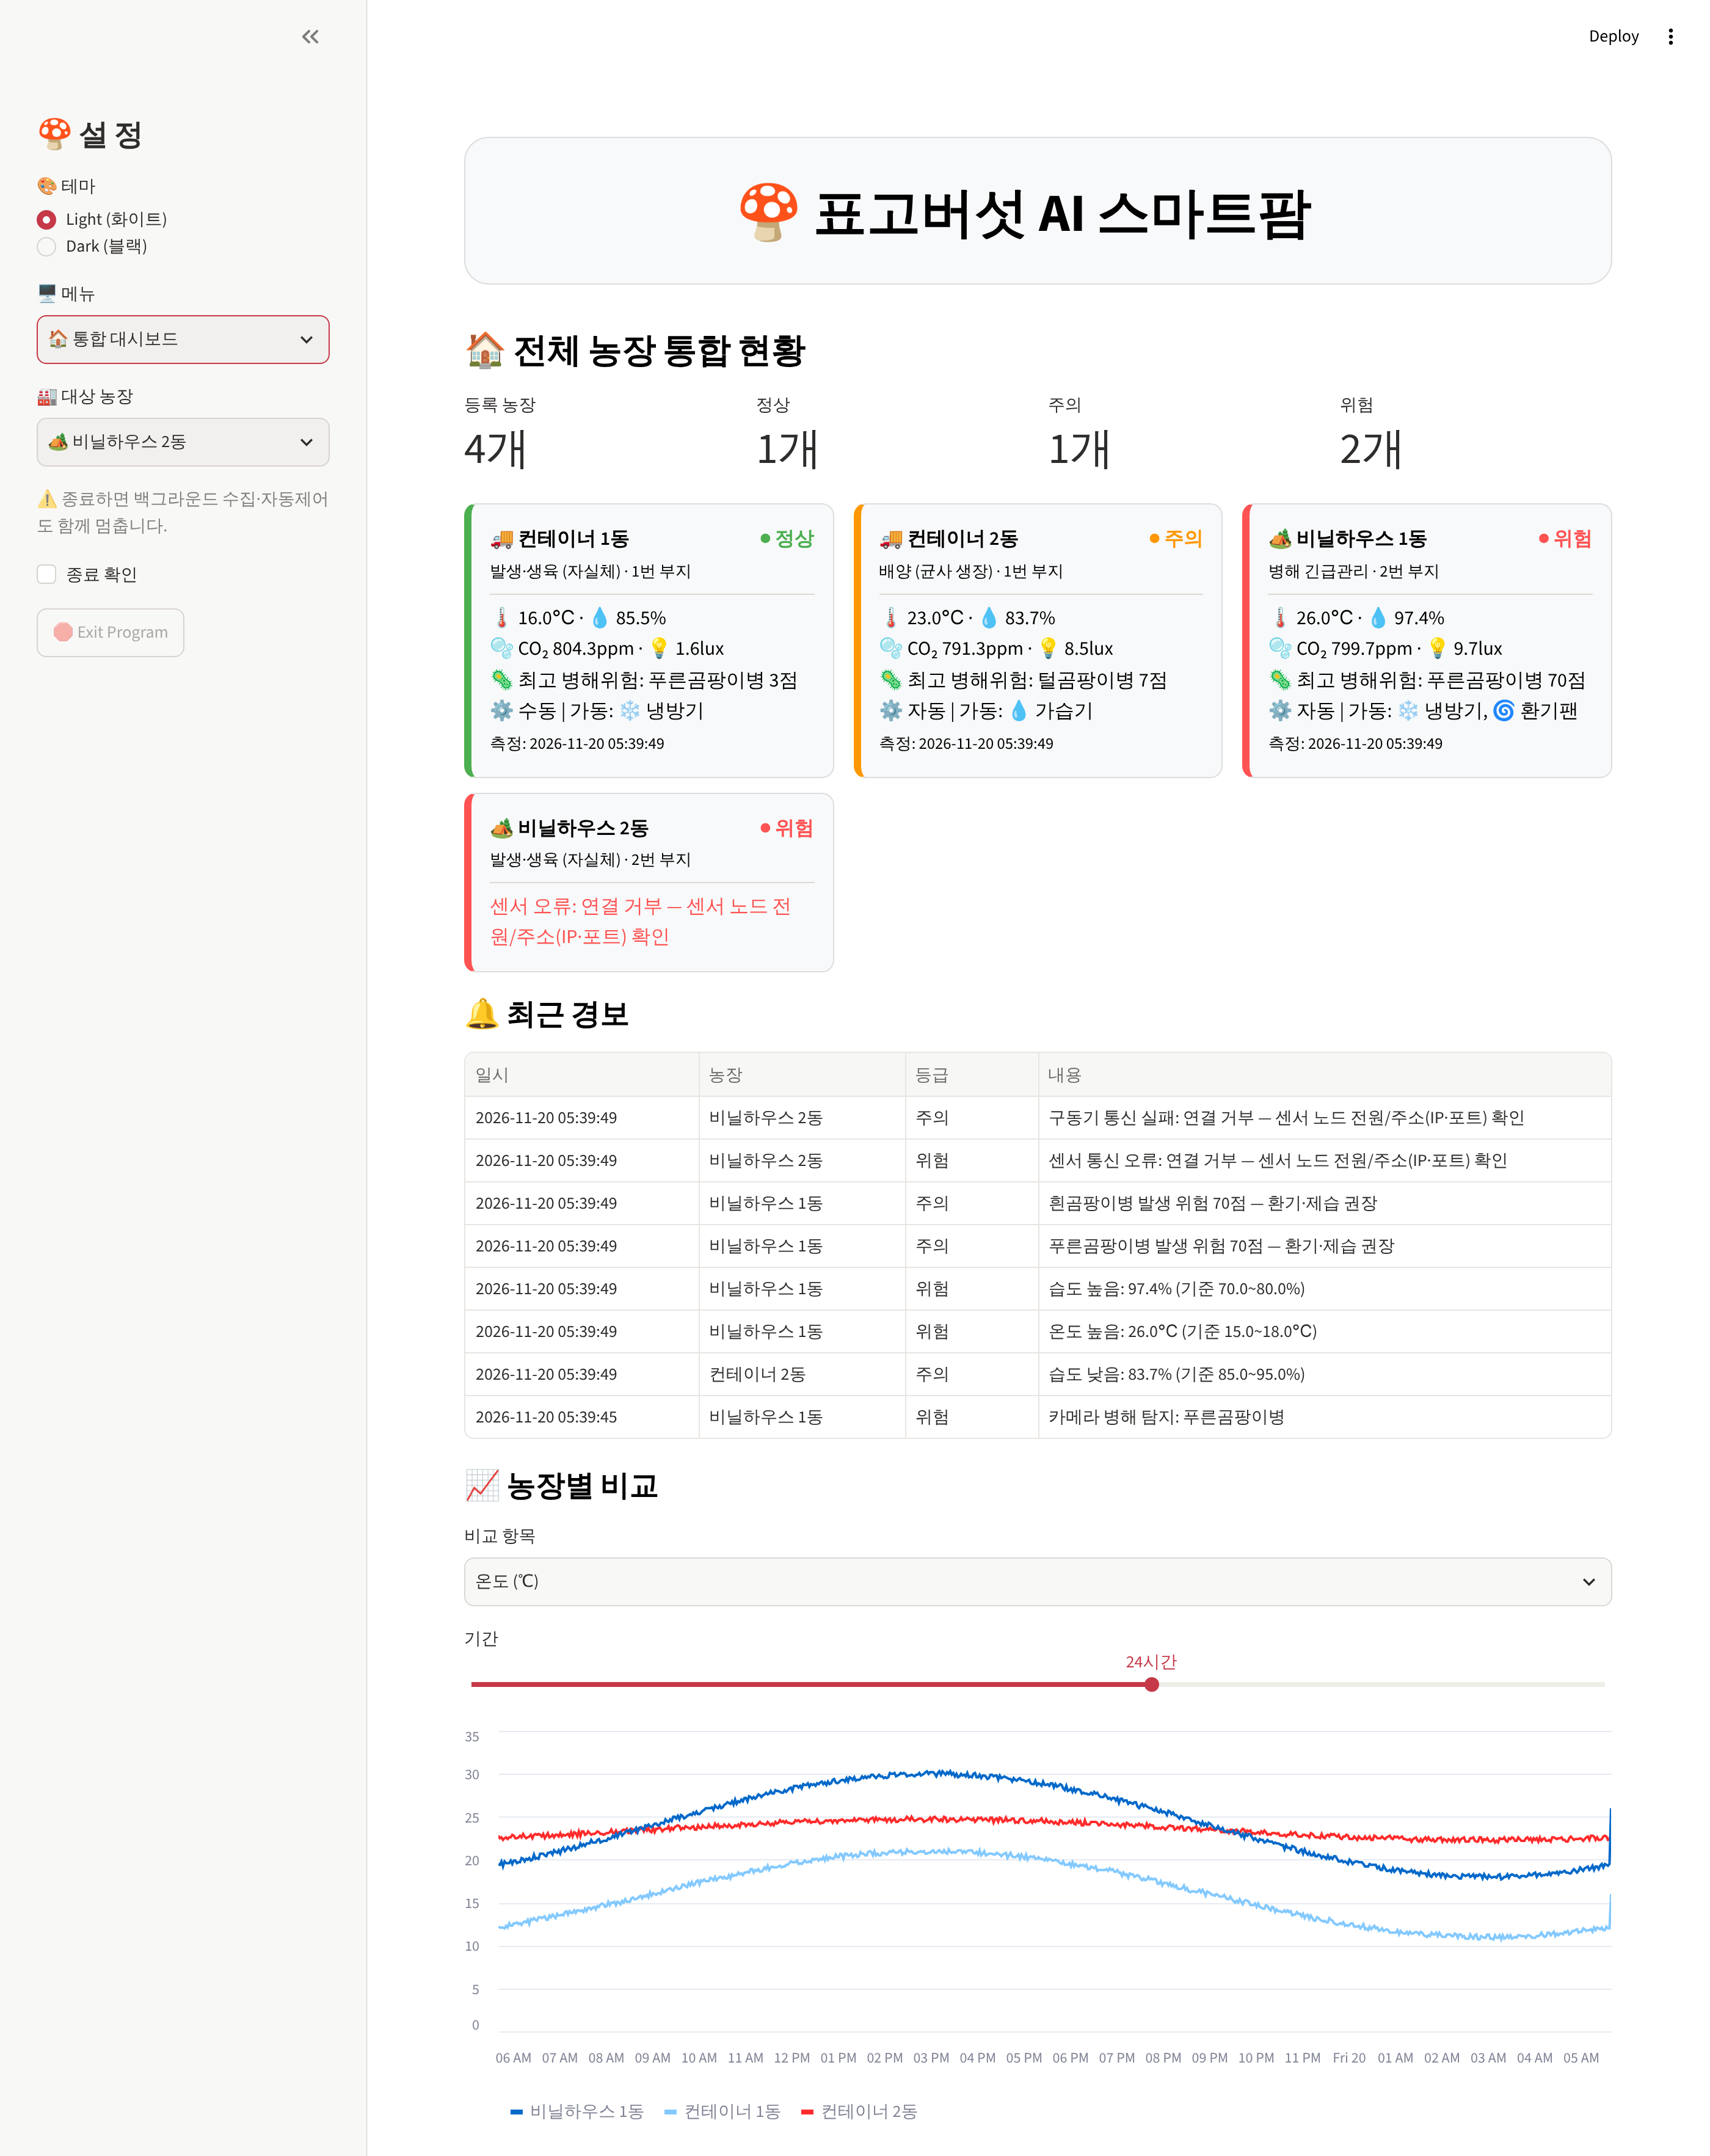 Deploy
🍄 설 정
🎨 테마
Light (화이트)
Dark (블랙)
🖥️ 메뉴
🏠 통합 대시보드
🏭 대상 농장
🏕️ 비닐하우스 2동
⚠️ 종료하면 백그라운드 수집·자동제어
도 함께 멈춥니다.
종료 확인
🛑 Exit Program
🍄 표고버섯 AI 스마트팜
🏠 전체 농장 통합 현황
등록 농장 정상 주의 위험
4개 1개 1개 2개
🚚 컨테이너 1동 ● 정상
발생·생육 (자실체) · 1번 부지
🌡️ 16.0℃ · 💧 85.5%
🫧 CO₂ 804.3ppm · 💡 1.6lux
🦠 최고 병해위험: 푸른곰팡이병 3점
⚙️ 수동 | 가동: ❄️ 냉방기
측정: 2026-11-20 05:39:49
🚚 컨테이너 2동 ● 주의
배양 (균사 생장) · 1번 부지
🌡️ 23.0℃ · 💧 83.7%
🫧 CO₂ 791.3ppm · 💡 8.5lux
🦠 최고 병해위험: 털곰팡이병 7점
⚙️ 자동 | 가동: 💧 가습기
측정: 2026-11-20 05:39:49
🏕️ 비닐하우스 1동 ● 위험
병해 긴급관리 · 2번 부지
🌡️ 26.0℃ · 💧 97.4%
🫧 CO₂ 799.7ppm · 💡 9.7lux
🦠 최고 병해위험: 푸른곰팡이병 70점
⚙️ 자동 | 가동: ❄️ 냉방기, 🌀 환기팬
측정: 2026-11-20 05:39:49
🏕️ 비닐하우스 2동 ● 위험
발생·생육 (자실체) · 2번 부지
센서 오류: 연결 거부 — 센서 노드 전
원/주소(IP·포트) 확인
🔔 최근 경보
일시 농장 등급 내용
2026-11-20 05:39:49 비닐하우스 2동 주의 구동기 통신 실패: 연결 거부 — 센서 노드 전원/주소(IP·포트) 확인
2026-11-20 05:39:49 비닐하우스 2동 위험 센서 통신 오류: 연결 거부 — 센서 노드 전원/주소(IP·포트) 확인
2026-11-20 05:39:49 비닐하우스 1동 주의 흰곰팡이병 발생 위험 70점 — 환기·제습 권장
2026-11-20 05:39:49 비닐하우스 1동 주의 푸른곰팡이병 발생 위험 70점 — 환기·제습 권장
2026-11-20 05:39:49 비닐하우스 1동 위험 습도 높음: 97.4% (기준 70.0~80.0%)
2026-11-20 05:39:49 비닐하우스 1동 위험 온도 높음: 26.0℃ (기준 15.0~18.0℃)
2026-11-20 05:39:49 컨테이너 2동 주의 습도 낮음: 83.7% (기준 85.0~95.0%)
2026-11-20 05:39:45 비닐하우스 1동 위험 카메라 병해 탐지: 푸른곰팡이병
📈 농장별 비교
비교 항목
온도 (℃)
기간
24시간
35
30
25
20
15
10
5
0
06 AM 07 AM 08 AM 09 AM 10 AM 11 AM 12 PM 01 PM 02 PM 03 PM 04 PM 05 PM 06 PM 07 PM 08 PM 09 PM 10 PM 11 PM Fri 20 01 AM 02 AM 03 AM 04 AM 05 AM
비닐하우스 1동 컨테이너 1동 컨테이너 2동